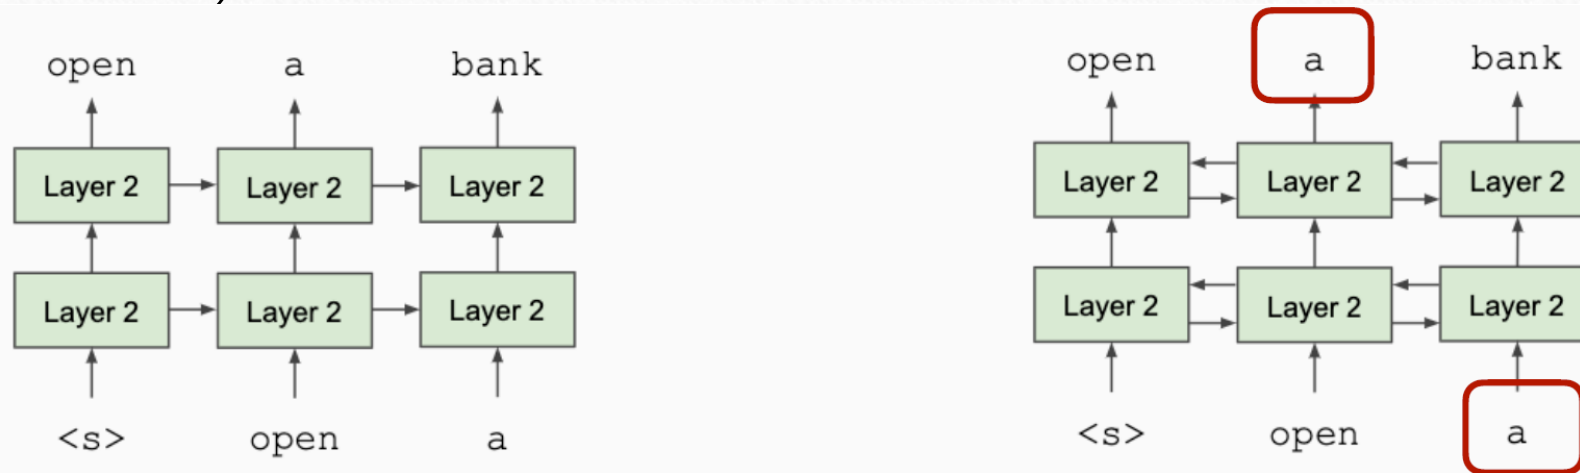 open a bank open a bank
Layer 2 Layer 2 Layer 2 Layer 2 Layer 2 Layer 2
Layer 2 Layer 2 Layer 2 Layer 2 Layer 2 Layer 2
<s> open a <s> open a